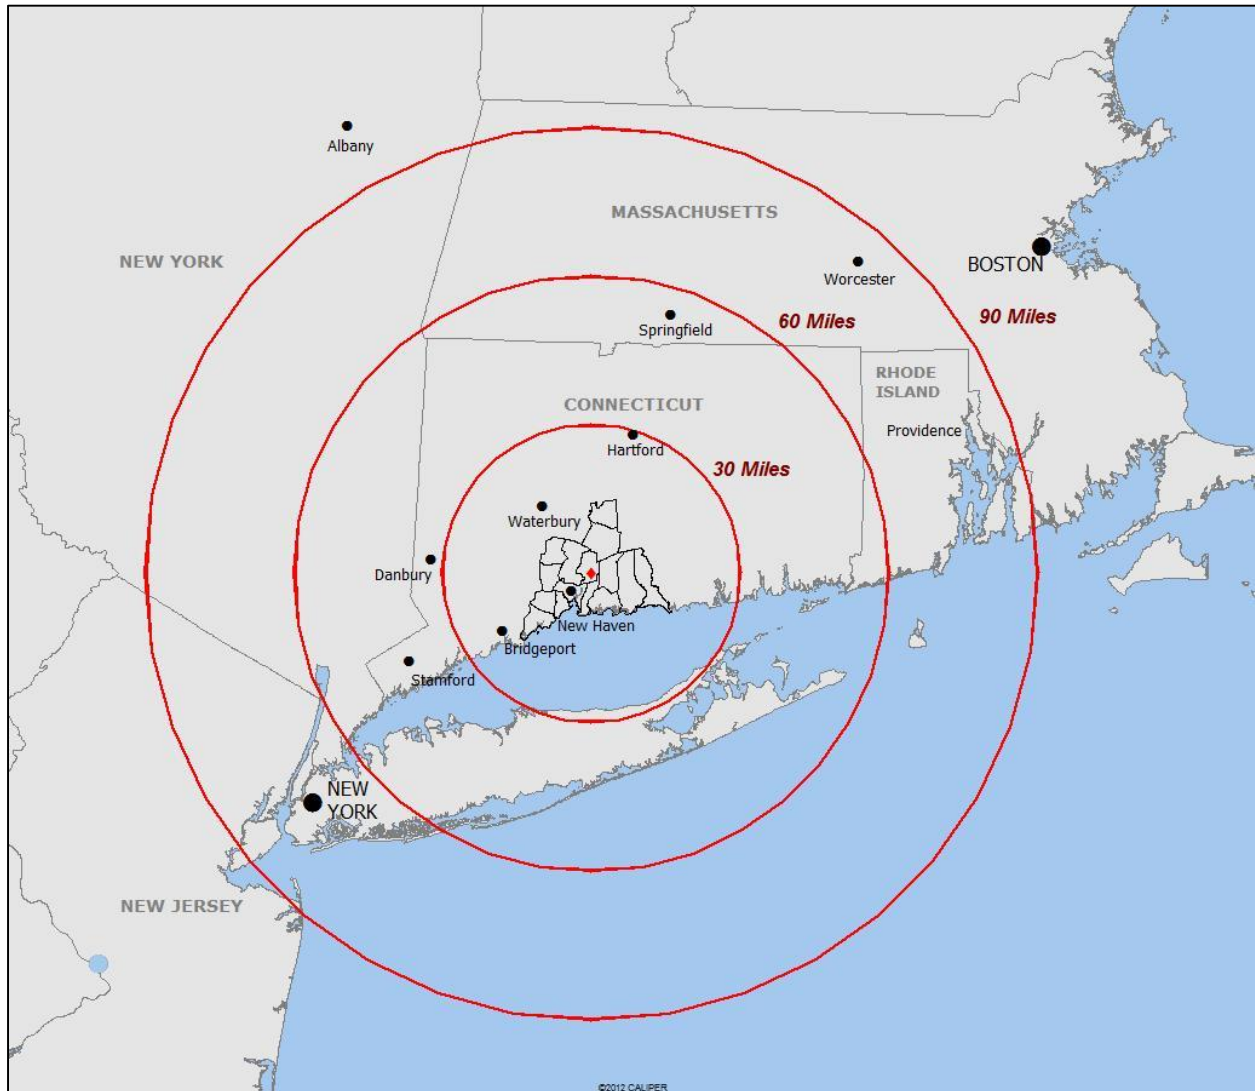 Albany
MASSACHUSETTS
NEW YORK
Worcester
BOSTON
Springfield
60 Miles
90 Miles
RHODE
ISLAND
CONNECTICUT
Providence
Hartford
30 Miles
Waterbury
Danbury
New Haven
Bridgeport
Stamford
NEW
YORK
NEW JERSEY
©2012 CALIPER